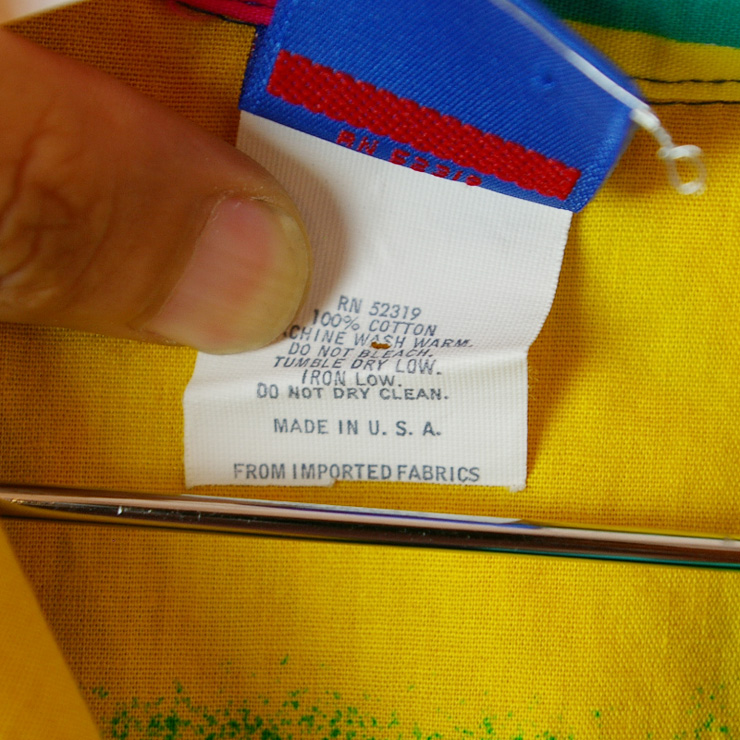 RN 52319
RN 52319
100% COTTON
ACHINE WASH WARM.
DO NOT BLEACH.
TUMBLE DRY LOW.
IRON LOW.
DO NOT DRY CLEAN.
MADE IN U. S. A.
FROM IMPORTED FABRICS